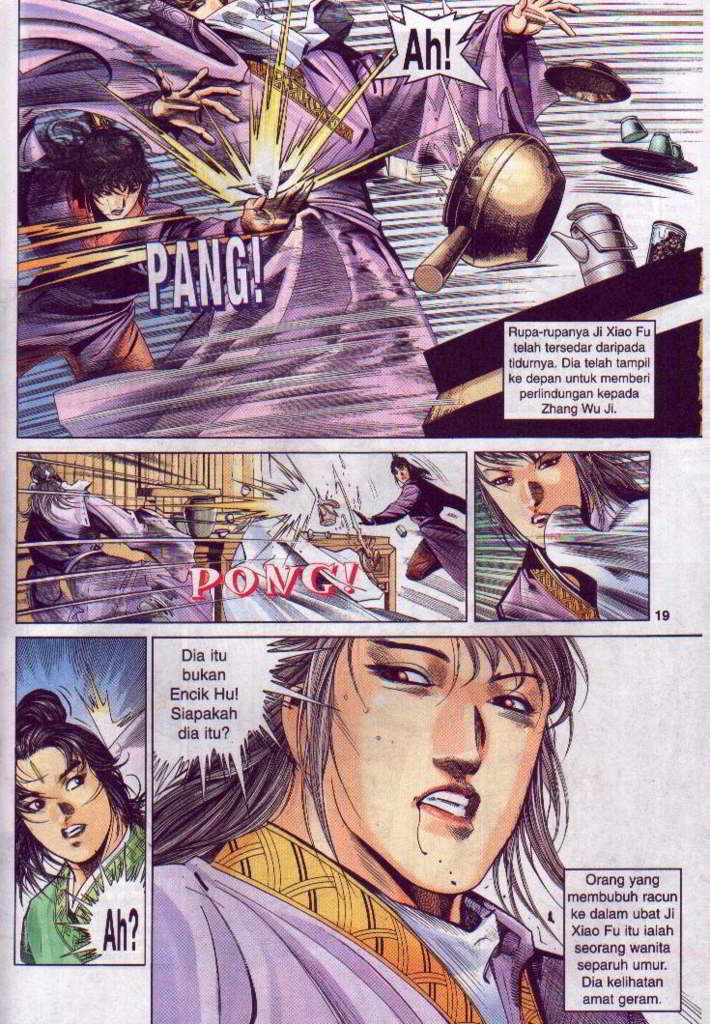 Ah!
PANG!
Rupa-rupanya Ji Xiao Fu
telah tersedar daripada
tidurnya. Dia telah tampil
ke depan untuk memberi
perlindungan kepada
Zhang Wu Ji.
PONG!
19
Ah?
Dia itu
bukan
Encik Hu!
Siapakah
dia itu?
Orang yang
membubuh racun
ke dalam ubat Ji
Xiao Fu itu ialah
seorang wanita
separuh umur.
Dia kelihatan
amat geram.